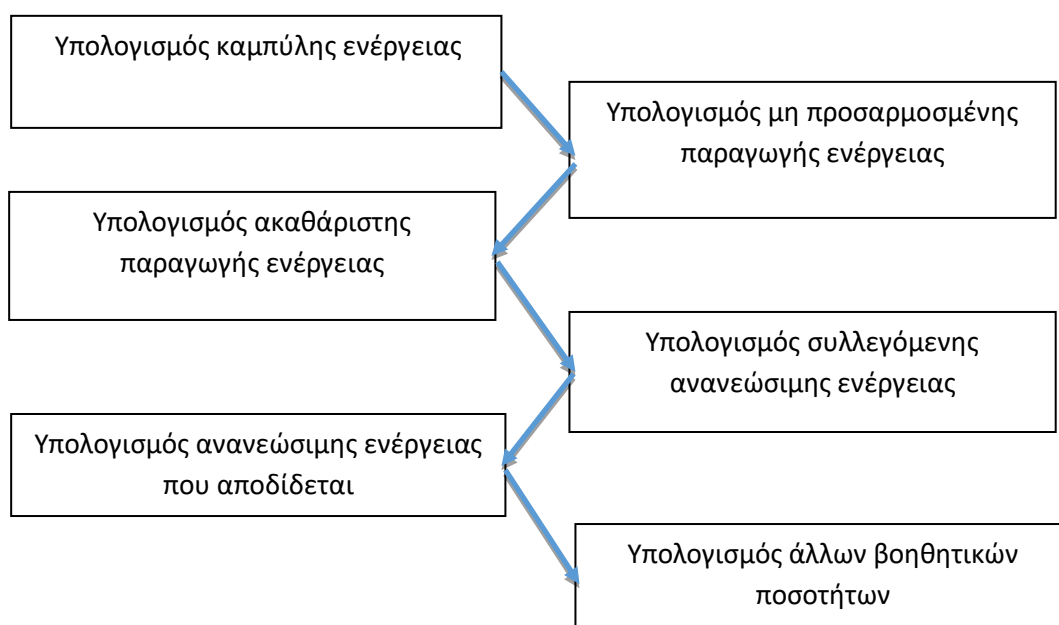 Υπολογισμός καμπύλης ενέργειας
Υπολογισμός μη προσαρμοσμένης
παραγωγής ενέργειας
Υπολογισμός ακαθάριστης
παραγωγής ενέργειας
Υπολογισμός συλλεγόμενης
ανανεώσιμης ενέργειας
Υπολογισμός ανανεώσιμης ενέργειας
που αποδίδεται
Υπολογισμός άλλων βοηθητικών
ποσοτήτων